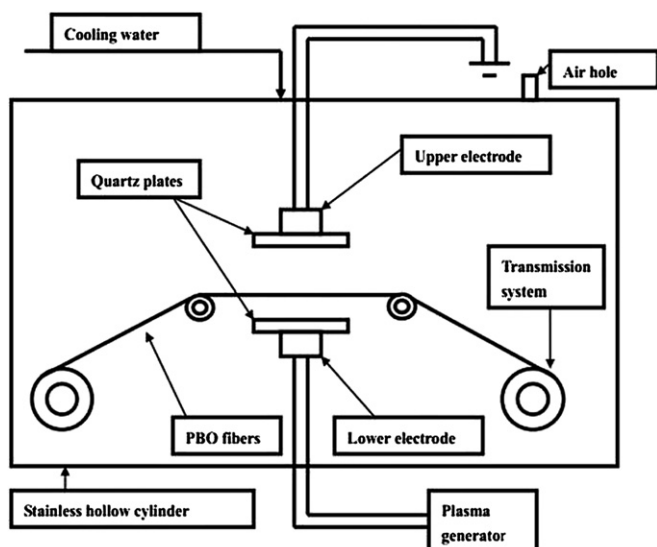 Cooling water
Air hole
Upper electrode
Quartz plates
Transmission
system
PBO fibers
Lower electrode
Stainless hollow cylinder
Plasma
generator